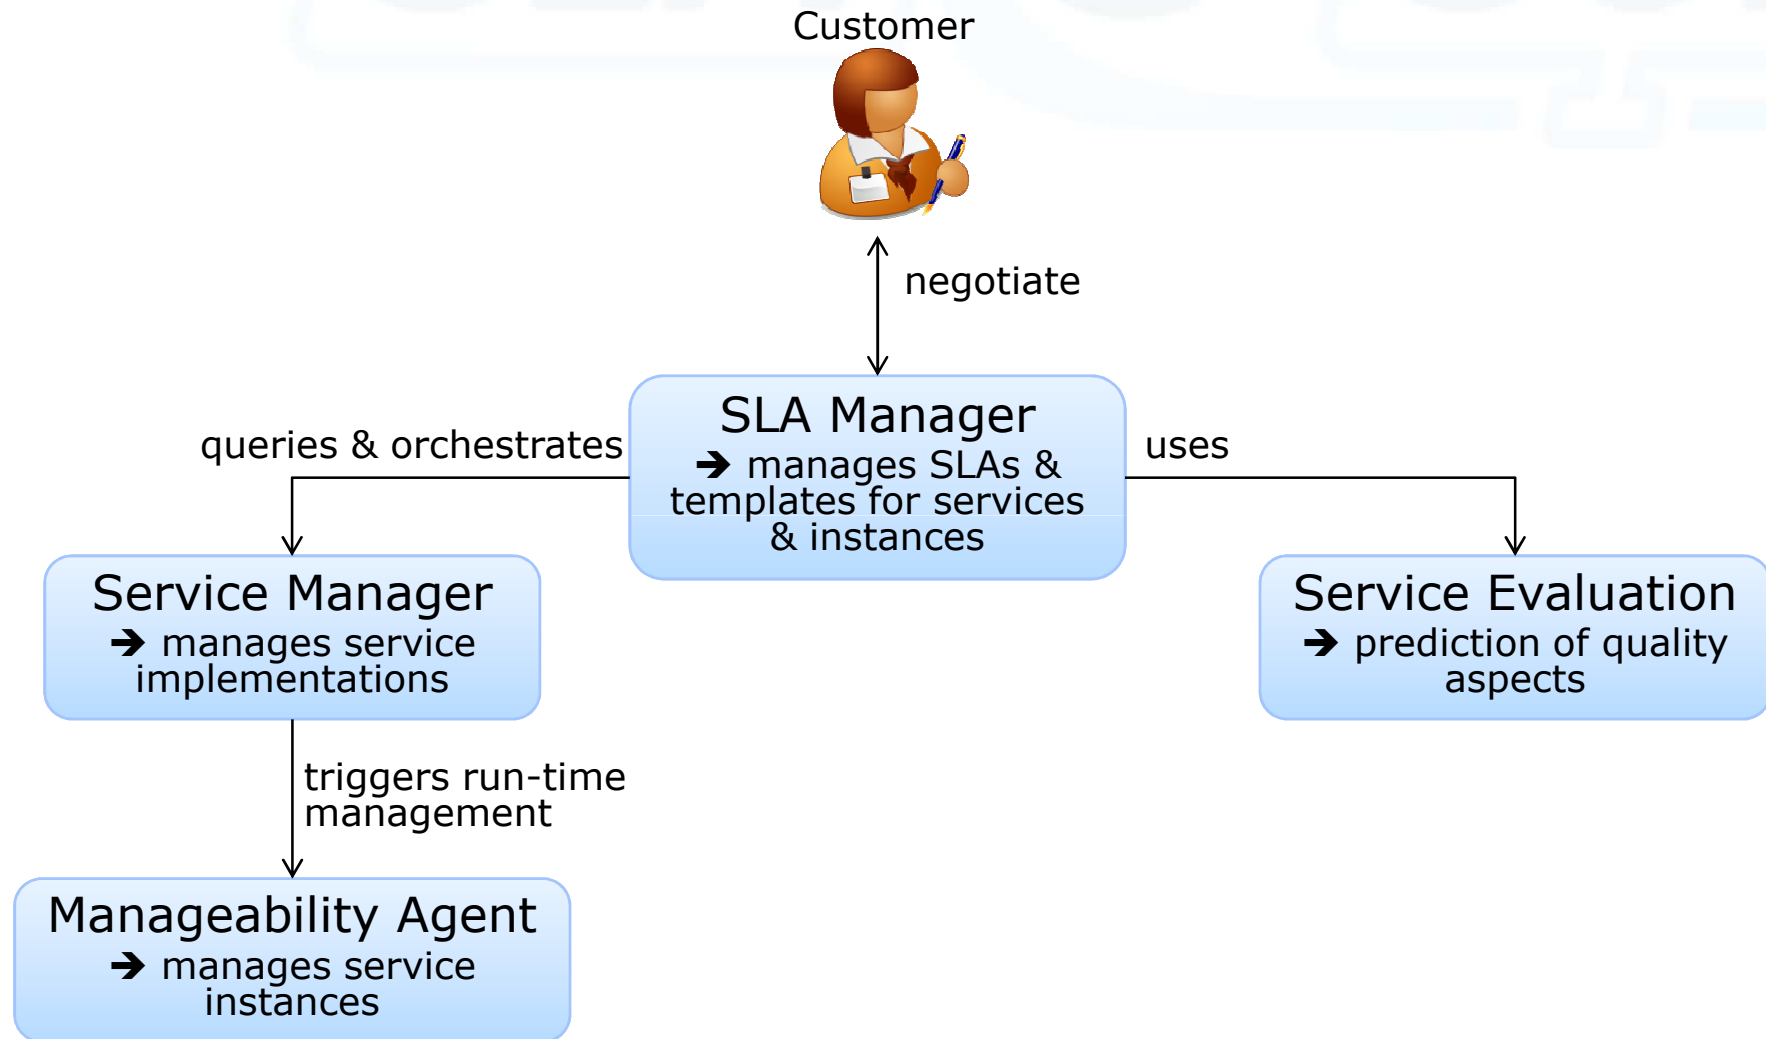 Customer
negotiate
SLA Manager
➔ manages SLAs &
templates for services
& instances
queries & orchestrates
uses
Service Manager
➔ manages service
implementations
Service Evaluation
➔ prediction of quality
aspects
triggers run-time
management
Manageability Agent
➔ manages service
instances